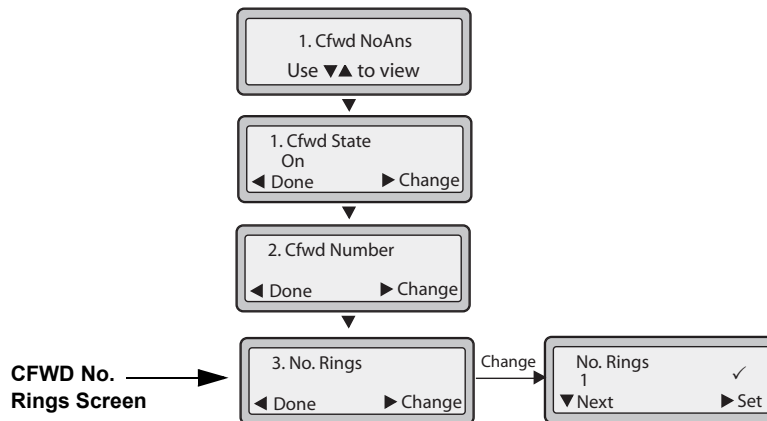 1. Cfwd NoAns
Use ▼▲ to view
▼
1. Cfwd State
On
◀ Done ▶ Change
▼
2. Cfwd Number
◀ Done ▶ Change
▼
CFWD No.
Rings Screen
3. No. Rings
◀ Done ▶ Change
Change
No. Rings
1 ✓
▼ Next ▶ Set